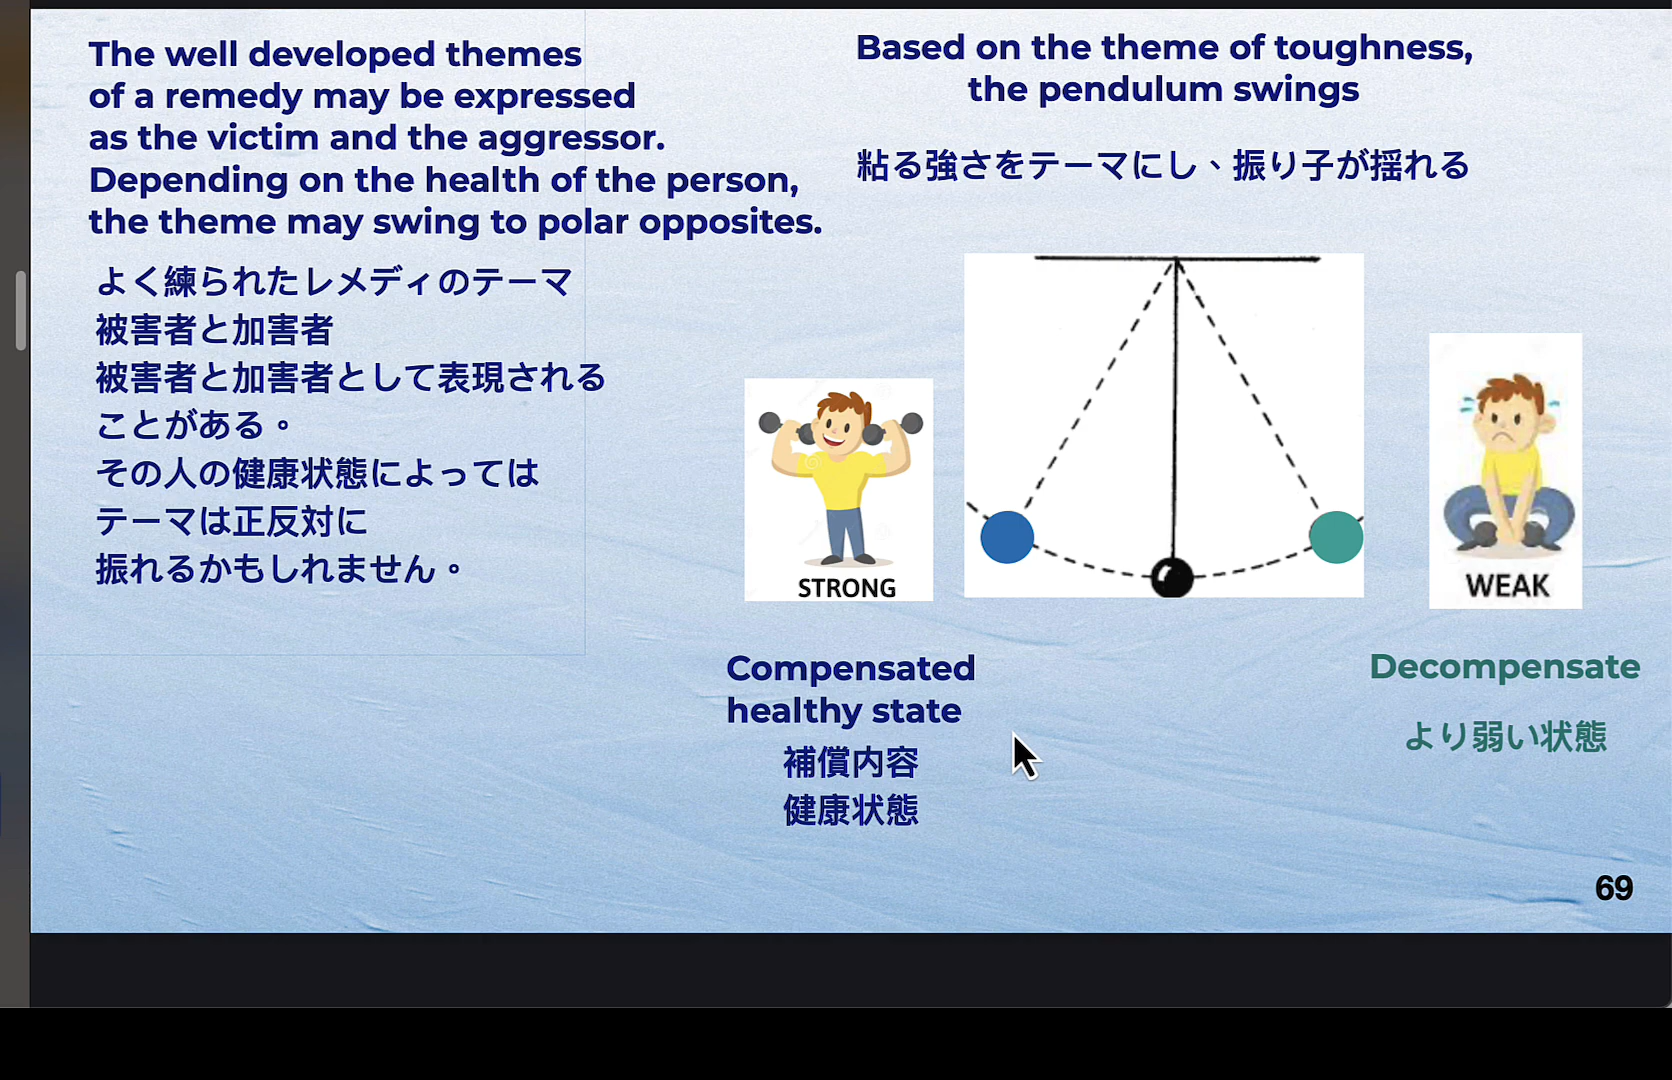 The well developed themes
of a remedy may be expressed
as the victim and the aggressor.
Depending on the health of the person,
the theme may swing to polar opposites.
よく練られたレメディのテーマ
被害者と加害者
被害者と加害者として表現される
ことがある。
その人の健康状態によっては
テーマは正反対に
振れるかもしれません。
Based on the theme of toughness,
the pendulum swings
粘る強さをテーマにし、振り子が揺れる
STRONG
WEAK
Compensated
healthy state
補償内容
健康状態
Decompensate
より弱い状態
69